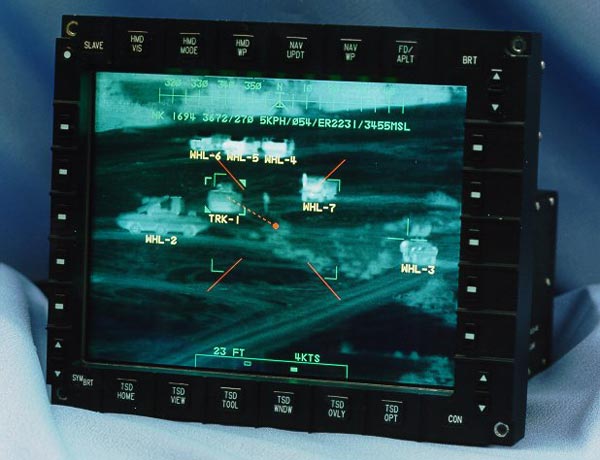 SLAVE
HMD VIS
HMD MODE
HMD WP
NAV UPDT
NAV WP
FD/ APLT
BRT
320 330 340 350 N 10
NK 1694 3672/270 5KPH/054/ER2231/3455MSL
WHL-6 WHL-5 WHL-4
WHL-7
TRK-1
WHL-2
WHL-3
23 FT 4KTS
SYM BRT
TSD HOME
TSD VIEW
TSD TOOL
TSD WNDW
TSD OVLY
TSD OPT
CON